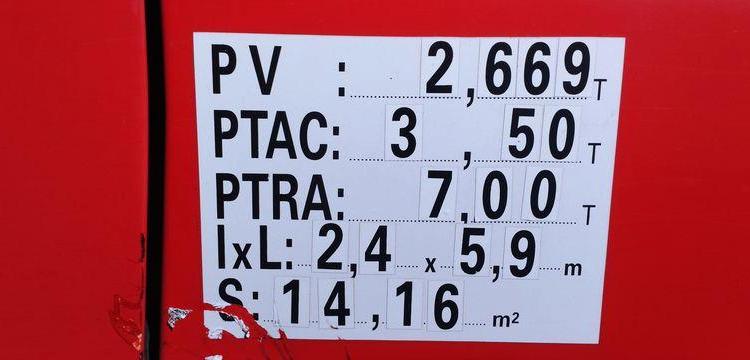 PV : 2,669 T
PTAC: 3,50 T
PTRA: 7,00 T
IxL: 2,4 x 5,9 m
S: 14,16 m²